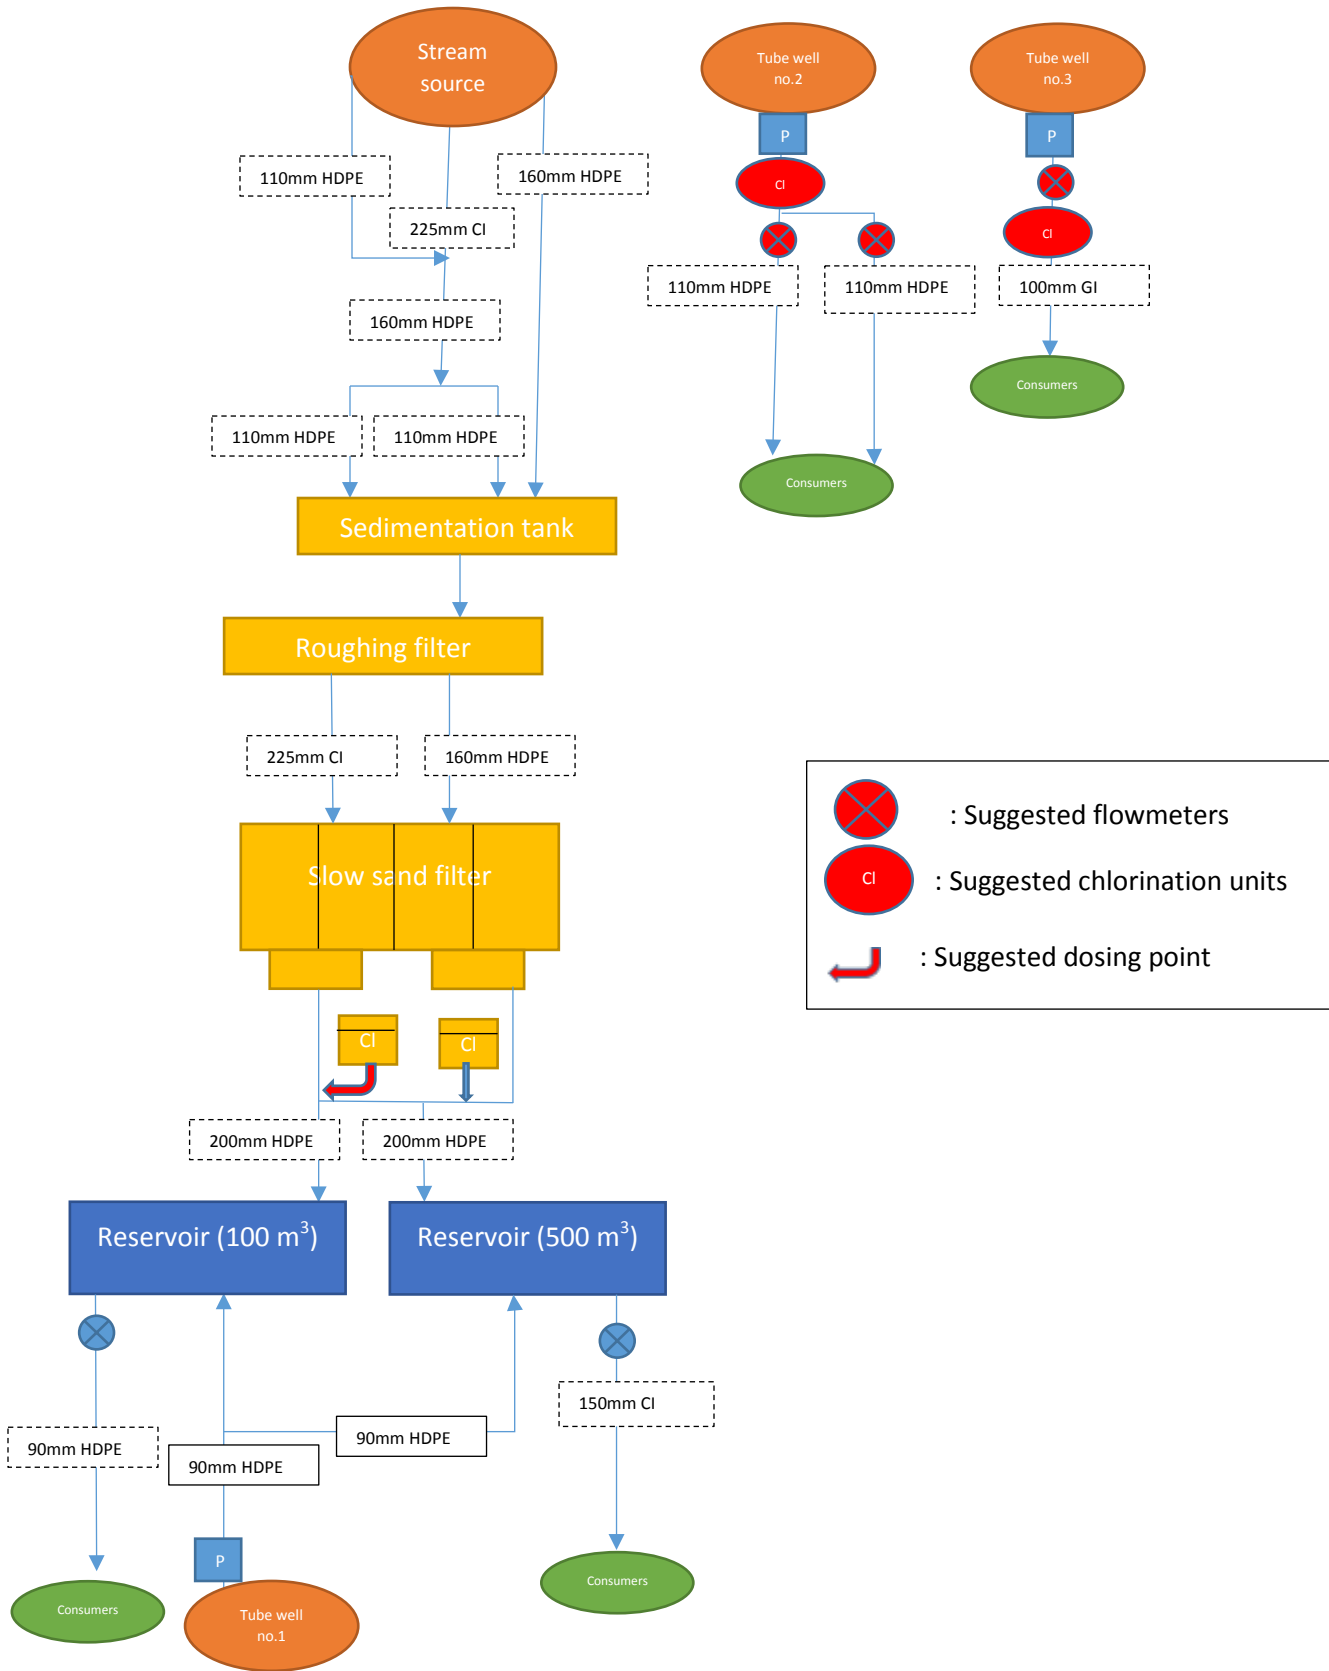 Stream
source
Tube well
no.2
Tube well
no.3
P
P
110mm HDPE
160mm HDPE
Cl
225mm CI
Cl
110mm HDPE
110mm HDPE
100mm GI
160mm HDPE
Consumers
110mm HDPE
110mm HDPE
Consumers
Sedimentation tank
Roughing filter
225mm CI
160mm HDPE
: Suggested flowmeters
Slow sand filter
Cl
: Suggested chlorination units
: Suggested dosing point
Cl
Cl
200mm HDPE
200mm HDPE
Reservoir (100 m³)
Reservoir (500 m³)
150mm CI
90mm HDPE
90mm HDPE
90mm HDPE
P
Consumers
Consumers
Tube well
no.1